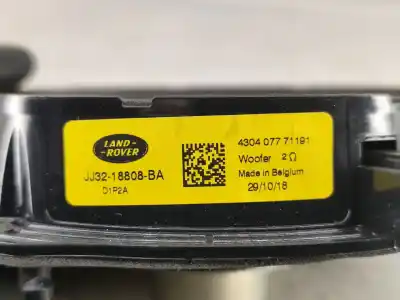 LAND-
ROVER
JJ32-18808-BA
D1P2A
4304 077 71191
Woofer 2Ω
Made in Belgium
29/10/18